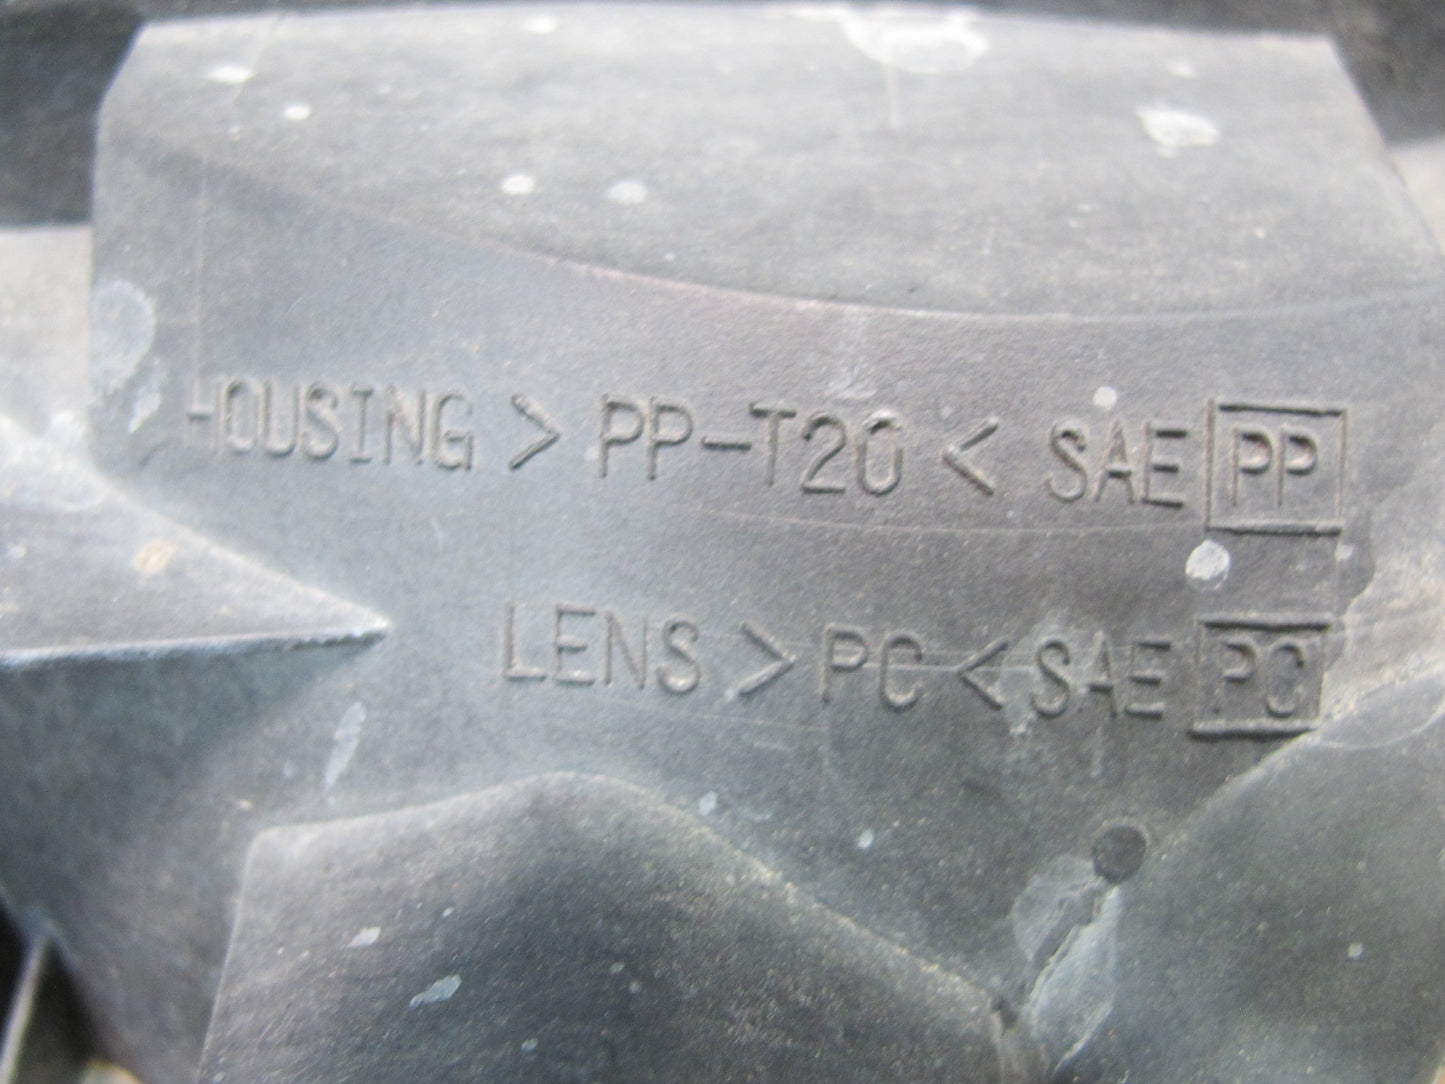 HOUSING >PP-T20< SAE PP
LENS >PC< SAE PC